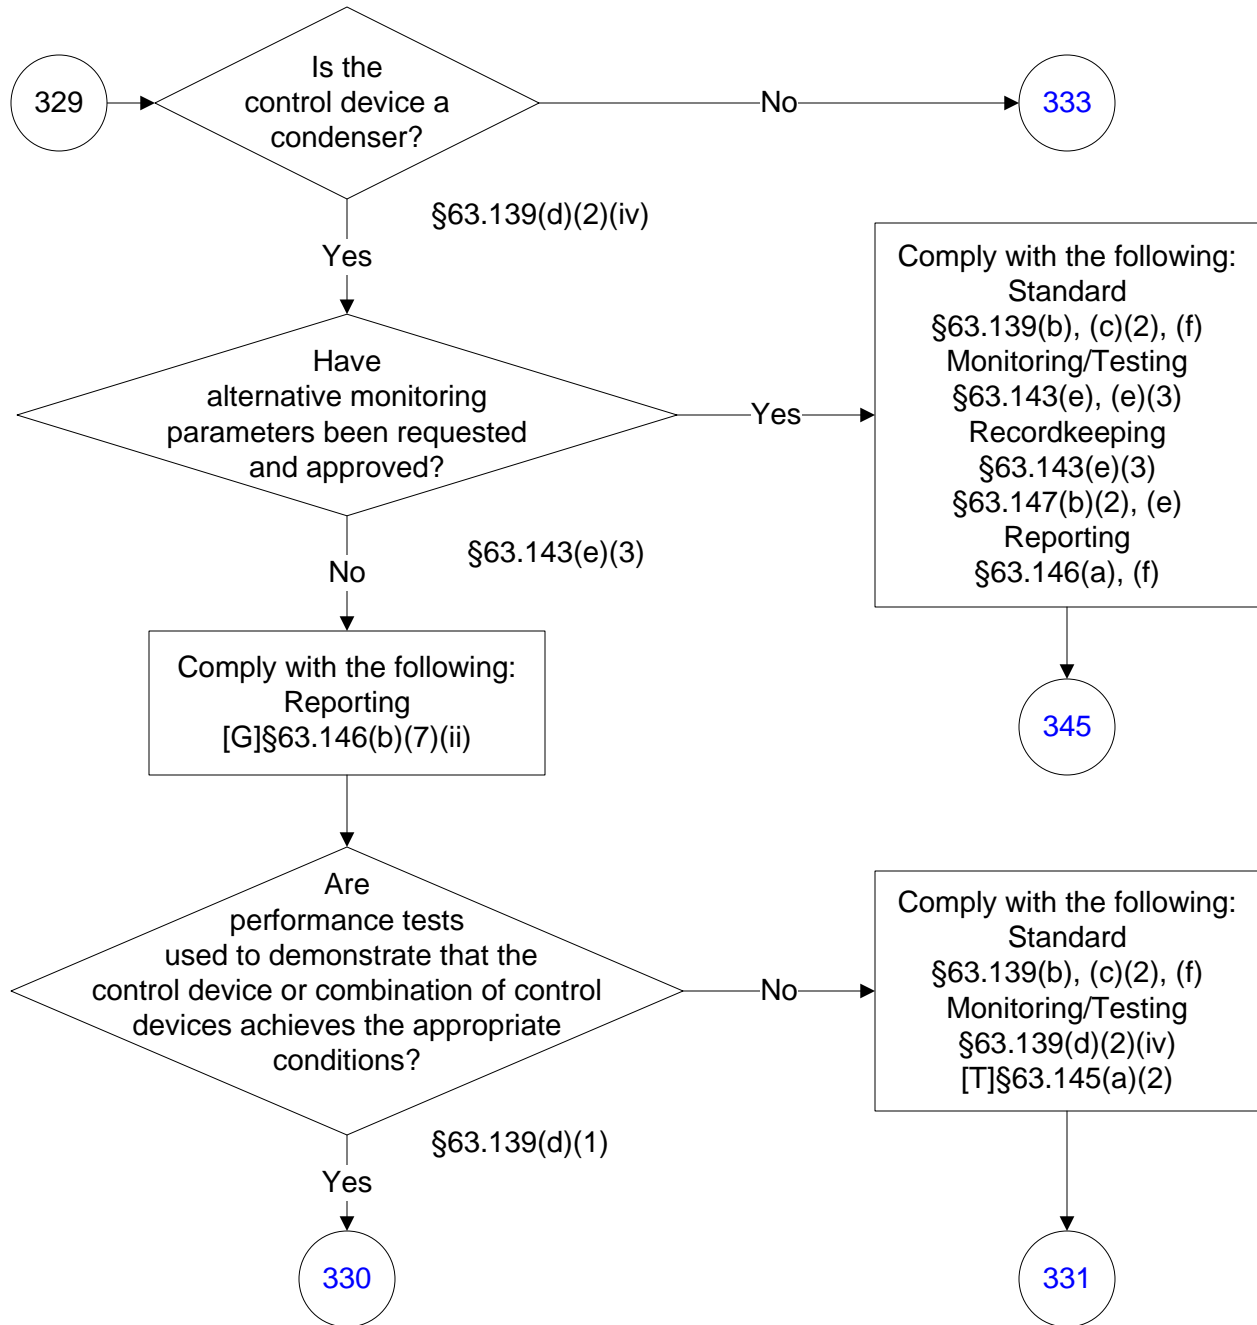 329
Is the
control device a
condenser?
No
333
§63.139(d)(2)(iv)
Yes
Have
alternative monitoring
parameters been requested
and approved?
Yes
Comply with the following:
Standard
§63.139(b), (c)(2), (f)
Monitoring/Testing
§63.143(e), (e)(3)
Recordkeeping
§63.143(e)(3)
§63.147(b)(2), (e)
Reporting
§63.146(a), (f)
345
§63.143(e)(3)
No
Comply with the following:
Reporting
[G]§63.146(b)(7)(ii)
Are
performance tests
used to demonstrate that the
control device or combination of control
devices achieves the appropriate
conditions?
No
Comply with the following:
Standard
§63.139(b), (c)(2), (f)
Monitoring/Testing
§63.139(d)(2)(iv)
[T]§63.145(a)(2)
§63.139(d)(1)
Yes
330
331